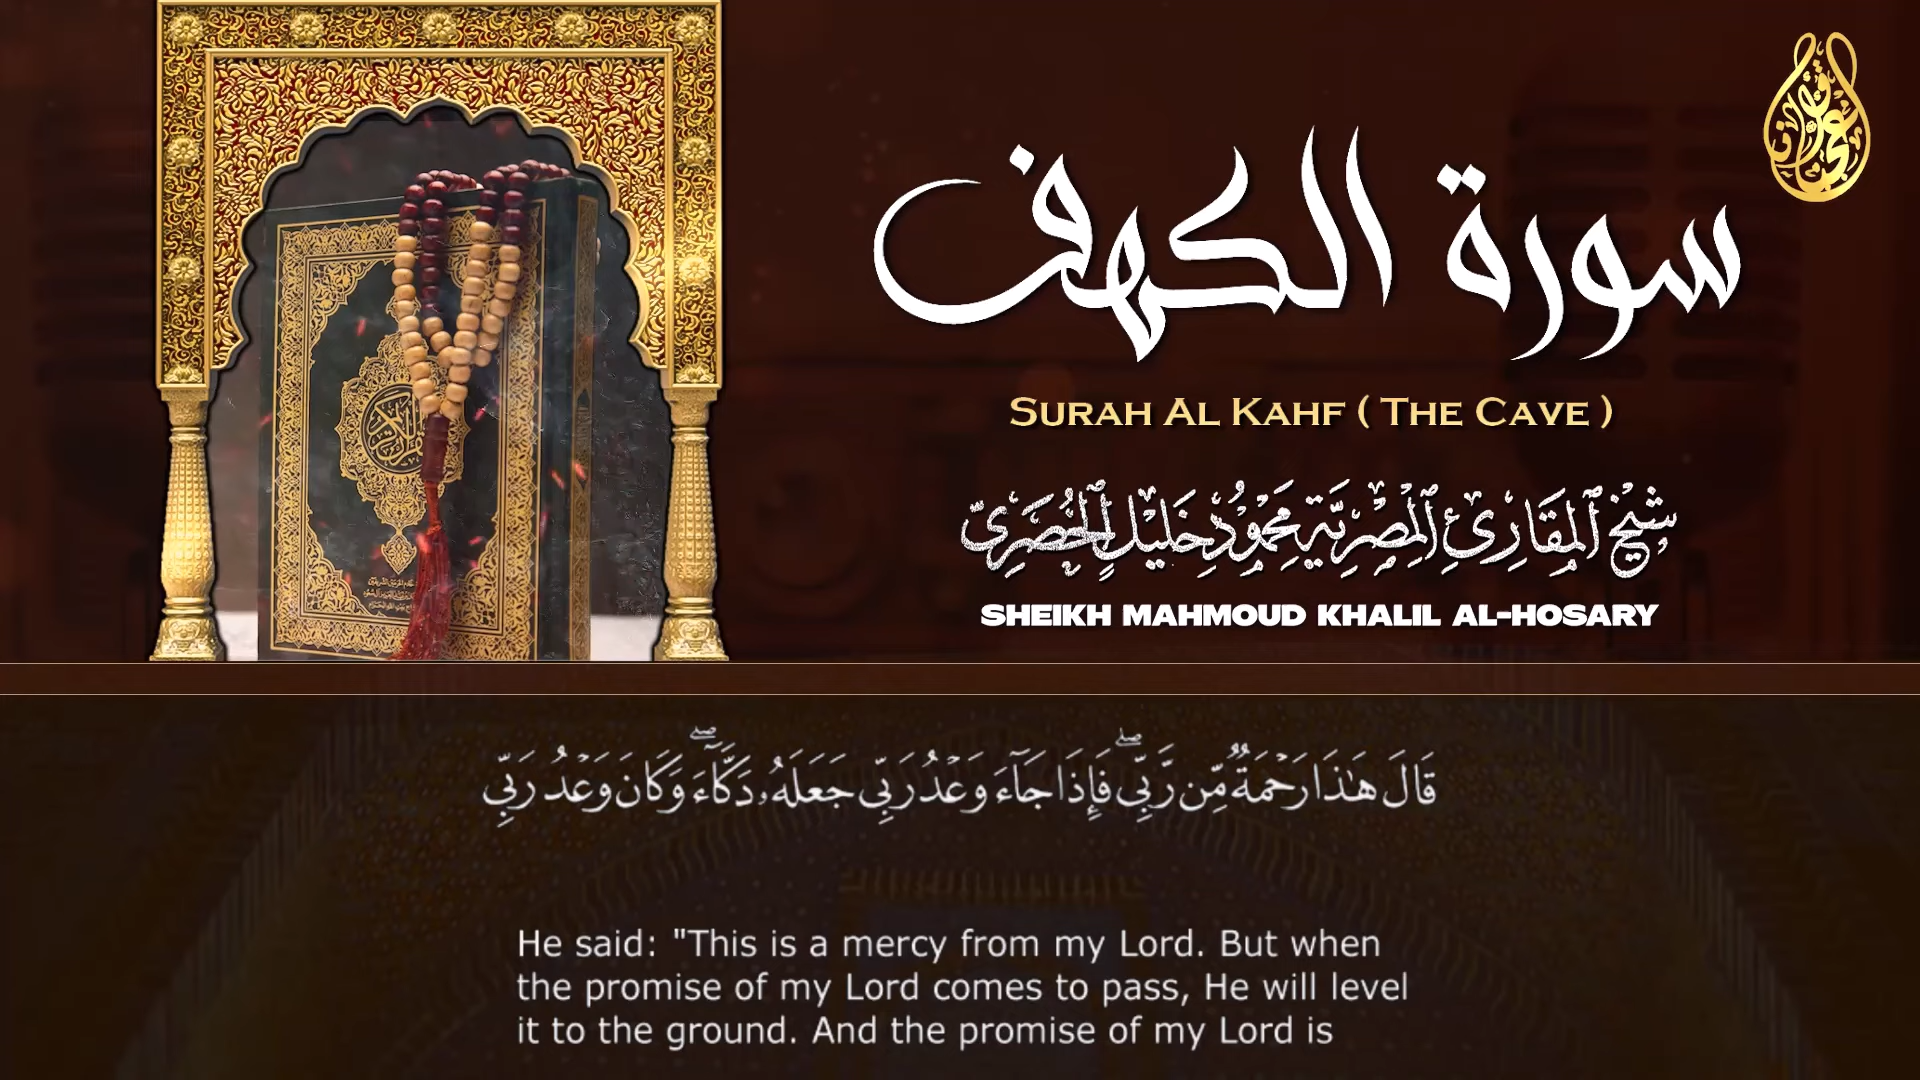 سورة الكهف
SURAH AL KAHF ( THE CAVE )
شيخ المقارئ المصرية محمود خليل الحصري
SHEIKH MAHMOUD KHALIL AL-HOSARY
قَالَ هَٰذَا رَحْمَةٌ مِّن رَّبِّي ۖ فَإِذَا جَآءَ وَعْدُ رَبِّي جَعَلَهُۥ دَكَّآءَ ۖ وَكَانَ وَعْدُ رَبِّي
He said: "This is a mercy from my Lord. But when
the promise of my Lord comes to pass, He will level
it to the ground. And the promise of my Lord is